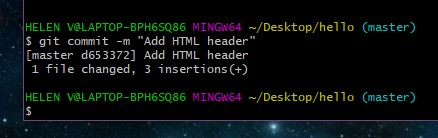 HELEN V@LAPTOP-BPH6SQ86 MINGW64 ~/Desktop/hello (master)
$ git commit -m "Add HTML header"
[master d653372] Add HTML header
 1 file changed, 3 insertions(+)
HELEN V@LAPTOP-BPH6SQ86 MINGW64 ~/Desktop/hello (master)
$